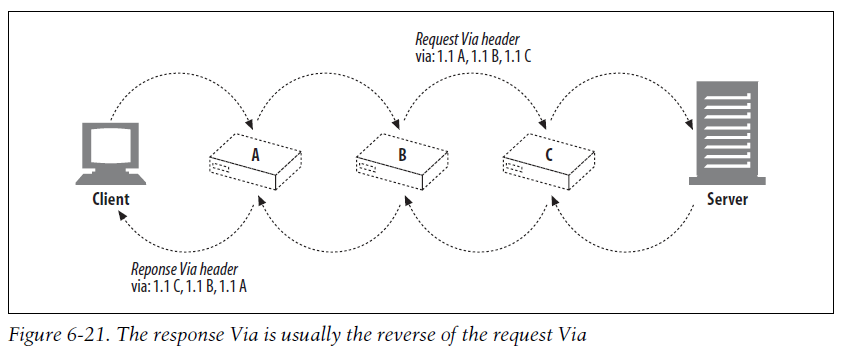 Request Via header
via: 1.1 A, 1.1 B, 1.1 C
A
B
C
Client
Server
Reponse Via header
via: 1.1 C, 1.1 B, 1.1 A
Figure 6-21. The response Via is usually the reverse of the request Via